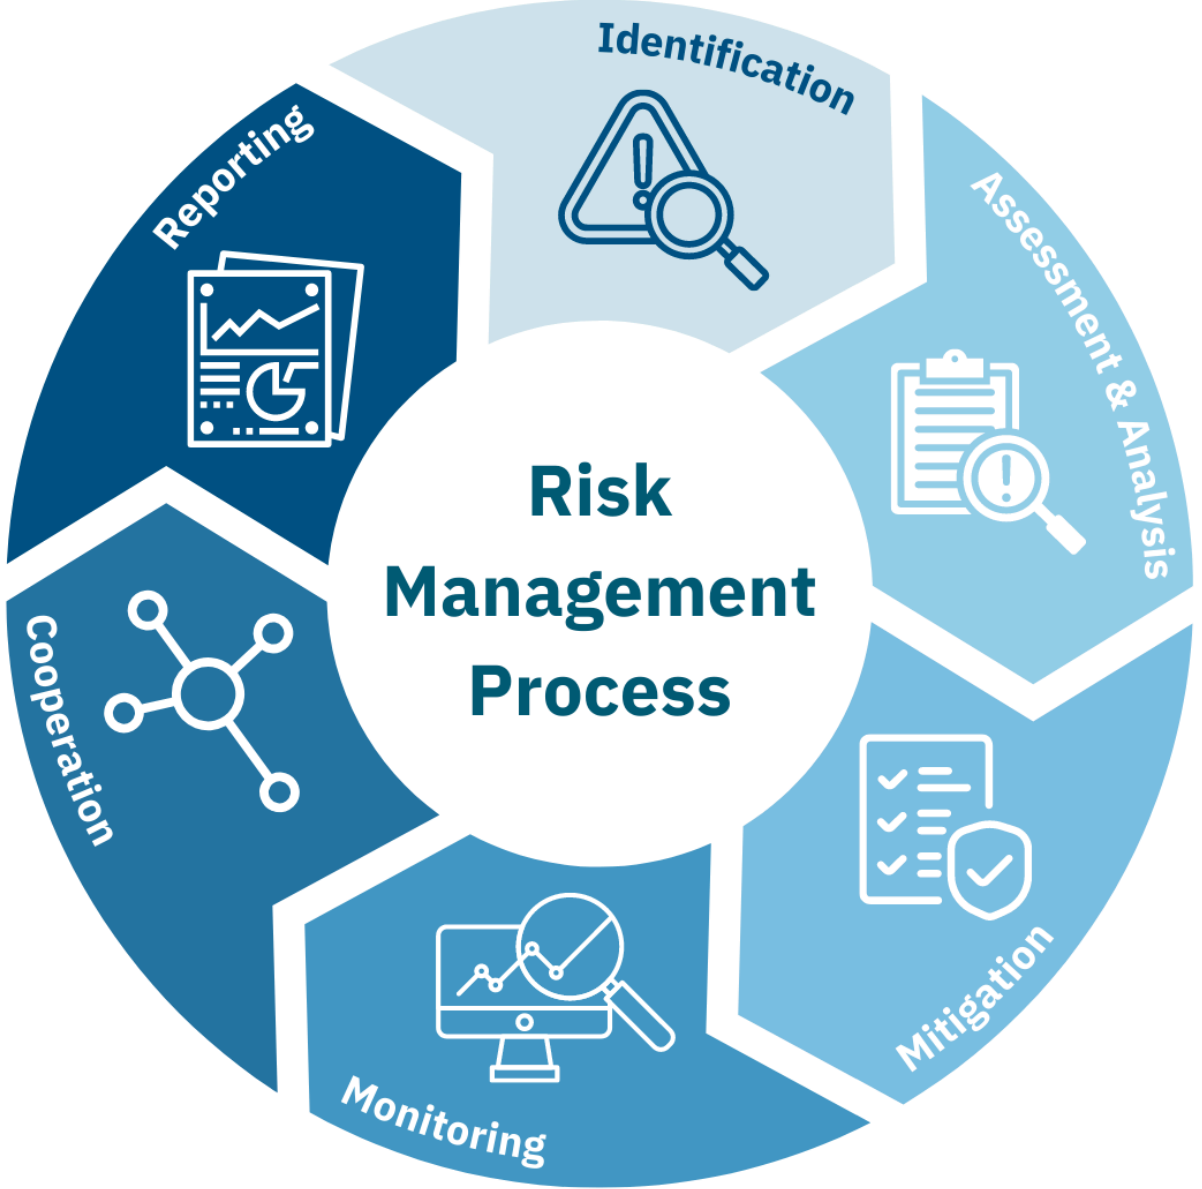 Identification
Assessment & Analysis
Mitigation
Monitoring
Cooperation
Reporting
Risk
Management
Process